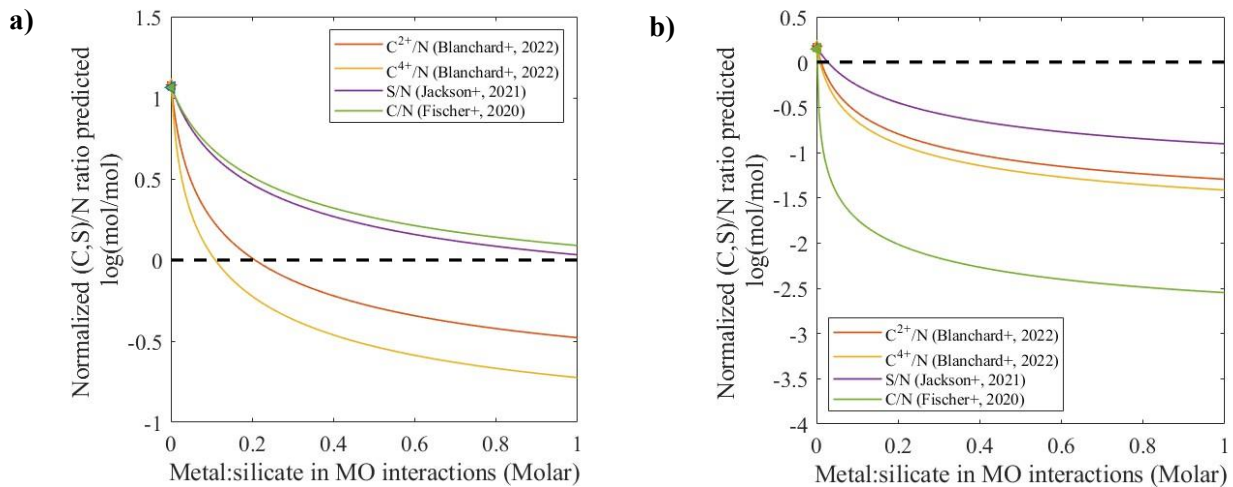 a)
Normalized (C,S)/N ratio predicted
log(mol/mol)
1.5
1
0.5
0
-0.5
-1
C²⁺/N (Blanchard+, 2022)
C⁴⁺/N (Blanchard+, 2022)
S/N (Jackson+, 2021)
C/N (Fischer+, 2020)
0 0.2 0.4 0.6 0.8 1
Metal:silicate in MO interactions (Molar)
b)
Normalized (C,S)/N ratio predicted
log(mol/mol)
0.5
0
-0.5
-1
-1.5
-2
-2.5
-3
-3.5
-4
C²⁺/N (Blanchard+, 2022)
C⁴⁺/N (Blanchard+, 2022)
S/N (Jackson+, 2021)
C/N (Fischer+, 2020)
0 0.2 0.4 0.6 0.8 1
Metal:silicate in MO interactions (Molar)